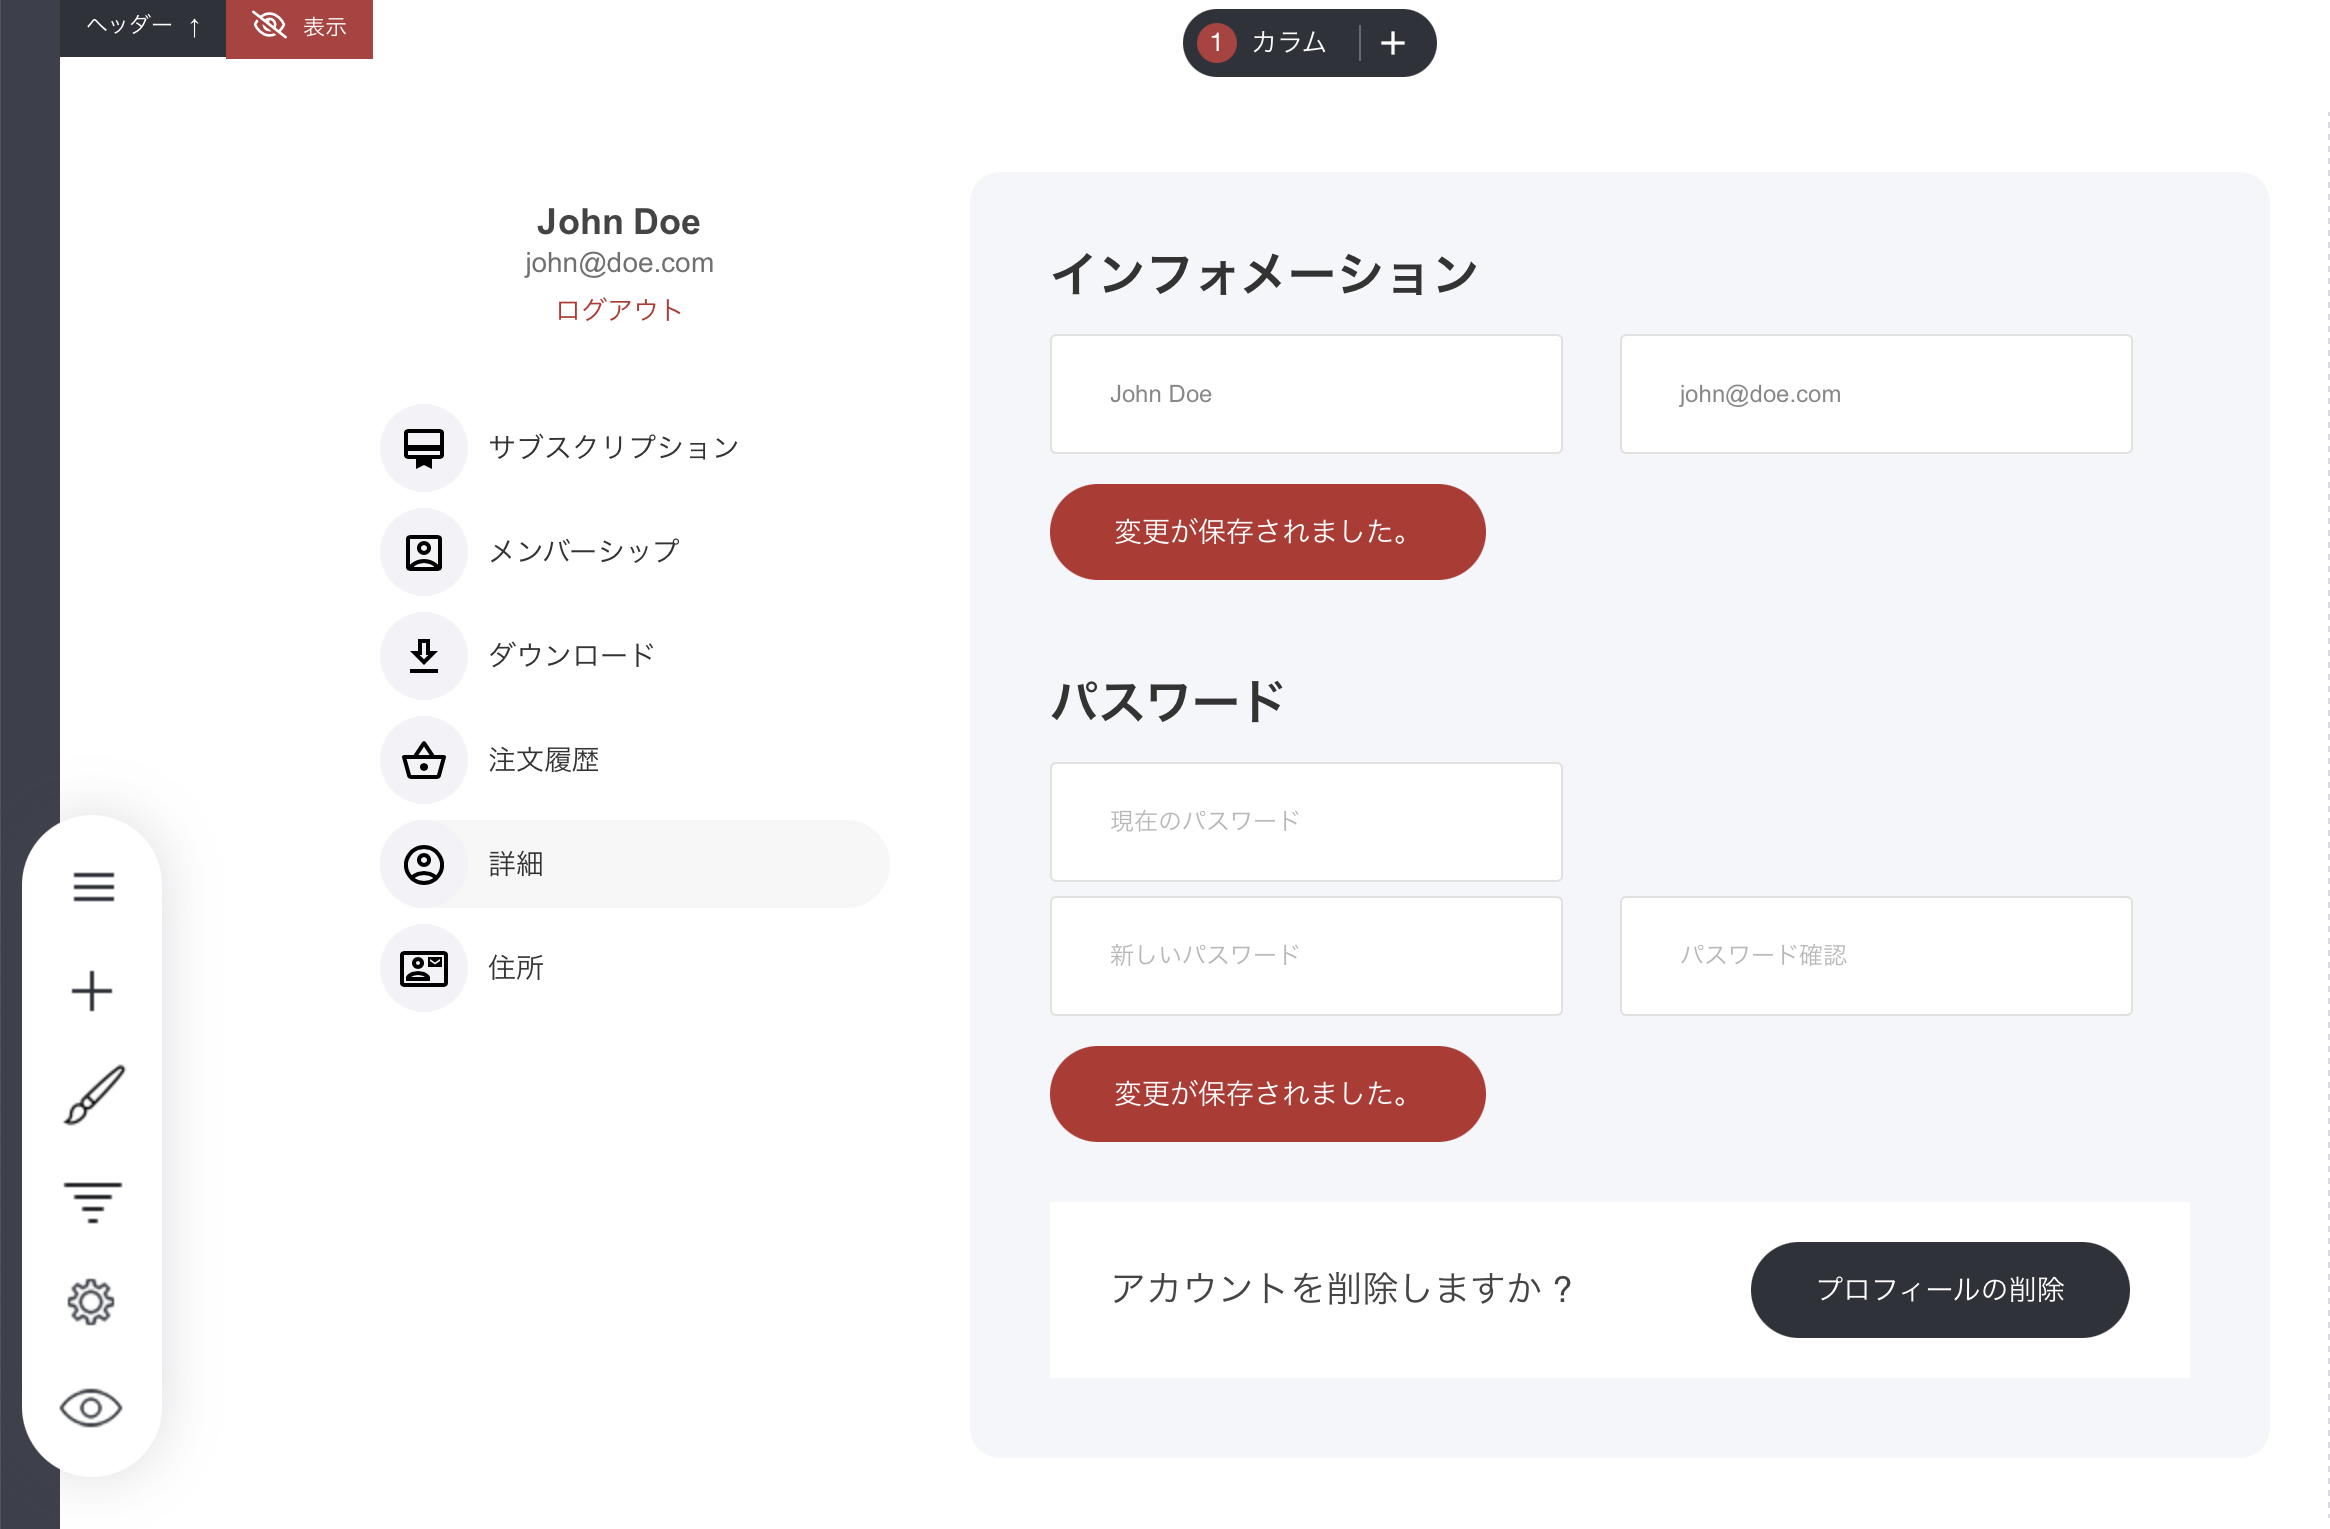 ヘッダー ↑
表示
1 カラム +
John Doe
john@doe.com
ログアウト
サブスクリプション
メンバーシップ
ダウンロード
注文履歴
詳細
住所
インフォメーション
John Doe
john@doe.com
変更が保存されました。
パスワード
現在のパスワード
新しいパスワード
パスワード確認
変更が保存されました。
アカウントを削除しますか?
プロフィールの削除